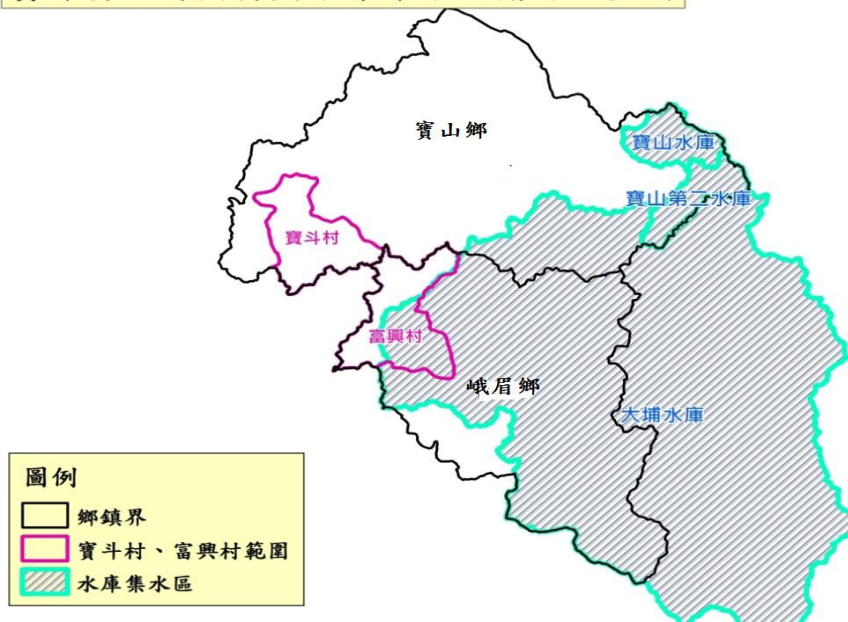 寶山鄉
寶山水庫
寶山第二水庫
寶斗村
富興村
峨眉鄉
大埔水庫
圖例
鄉鎮界
寶斗村、富興村範圍
水庫集水區